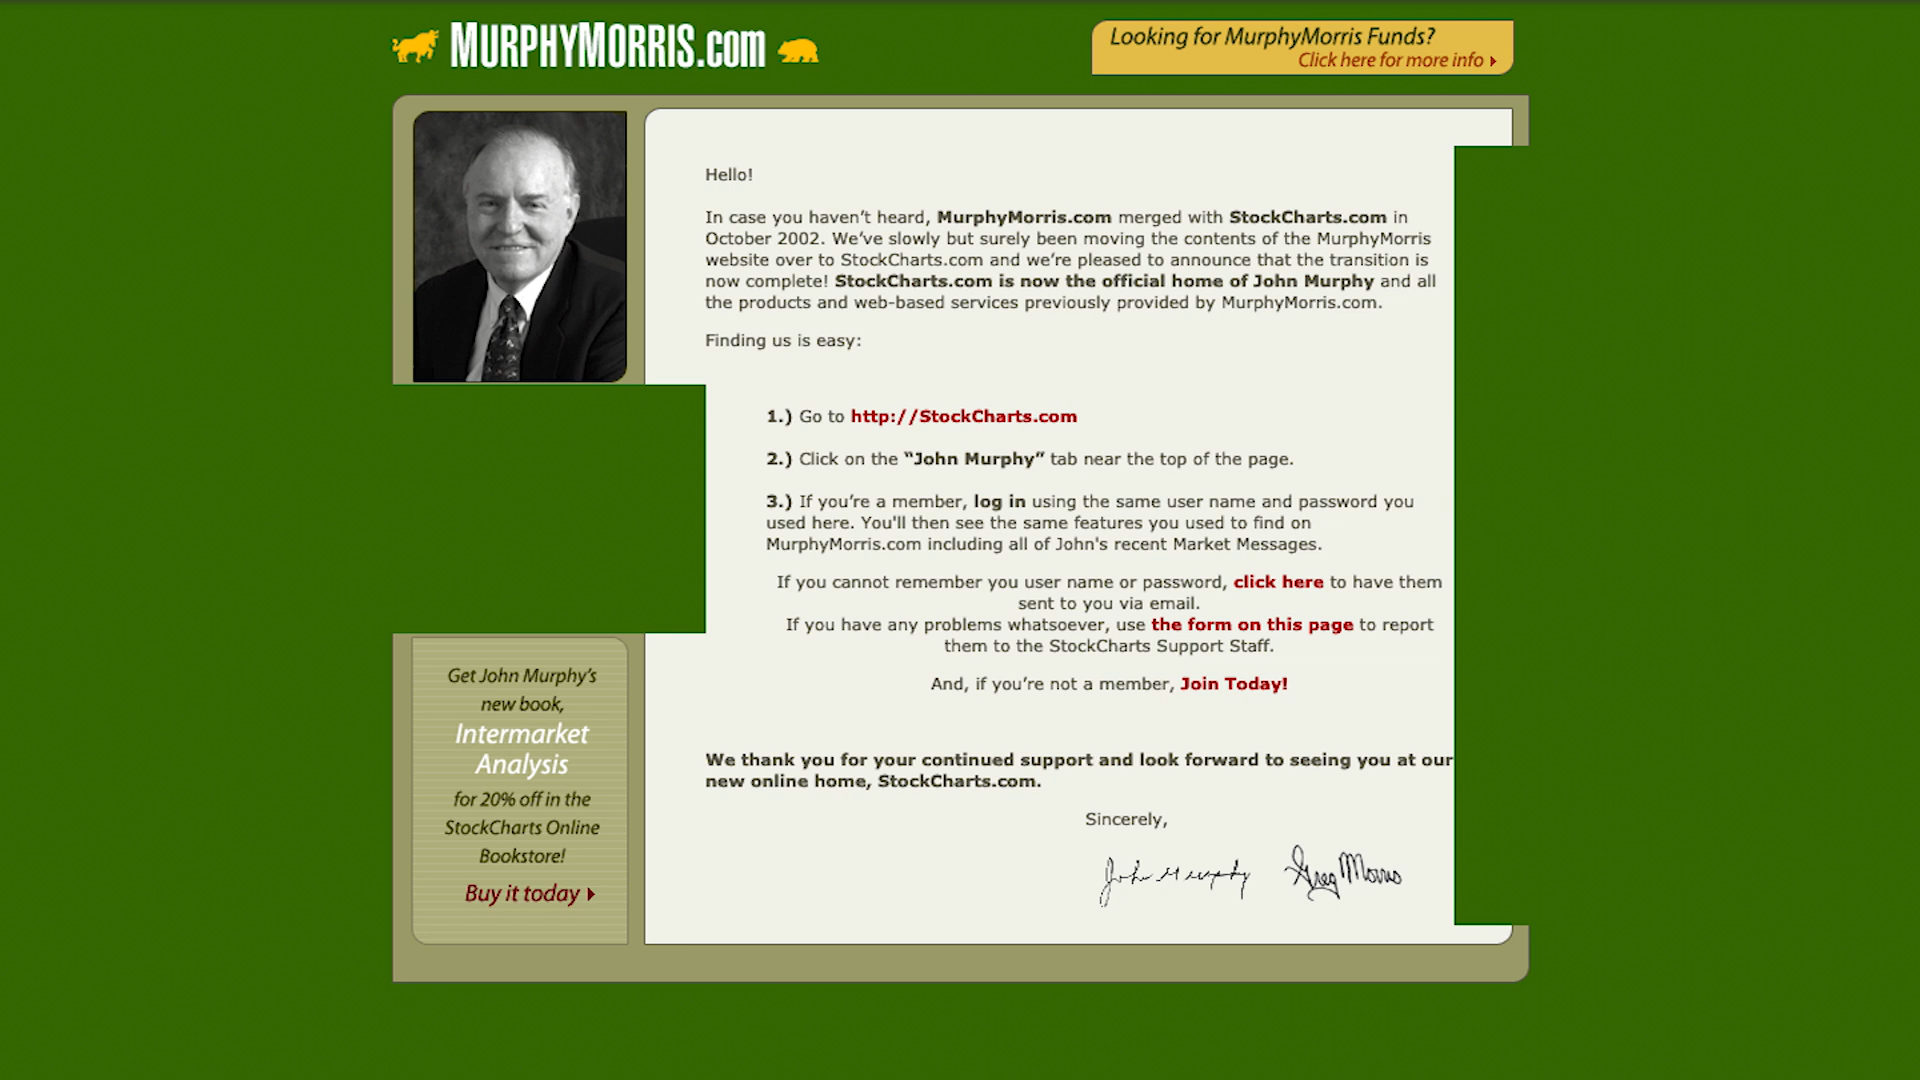 MURPHYMORRIS.com
Looking for MurphyMorris Funds?
Click here for more info
Hello!
In case you haven’t heard, MurphyMorris.com merged with StockCharts.com in
October 2002. We’ve slowly but surely been moving the contents of the MurphyMorris
website over to StockCharts.com and we’re pleased to announce that the transition is
now complete! StockCharts.com is now the official home of John Murphy and all
the products and web-based services previously provided by MurphyMorris.com.
Finding us is easy:
1.) Go to http://StockCharts.com
2.) Click on the “John Murphy” tab near the top of the page.
3.) If you’re a member, log in using the same user name and password you
used here. You'll then see the same features you used to find on
MurphyMorris.com including all of John's recent Market Messages.
If you cannot remember you user name or password, click here to have them
sent to you via email.
If you have any problems whatsoever, use the form on this page to report
them to the StockCharts Support Staff.
And, if you’re not a member, Join Today!
We thank you for your continued support and look forward to seeing you at our
new online home, StockCharts.com.
Sincerely,
John Murphy Greg Morris
Get John Murphy’s
new book,
Intermarket
Analysis
for 20% off in the
StockCharts Online
Bookstore!
Buy it today